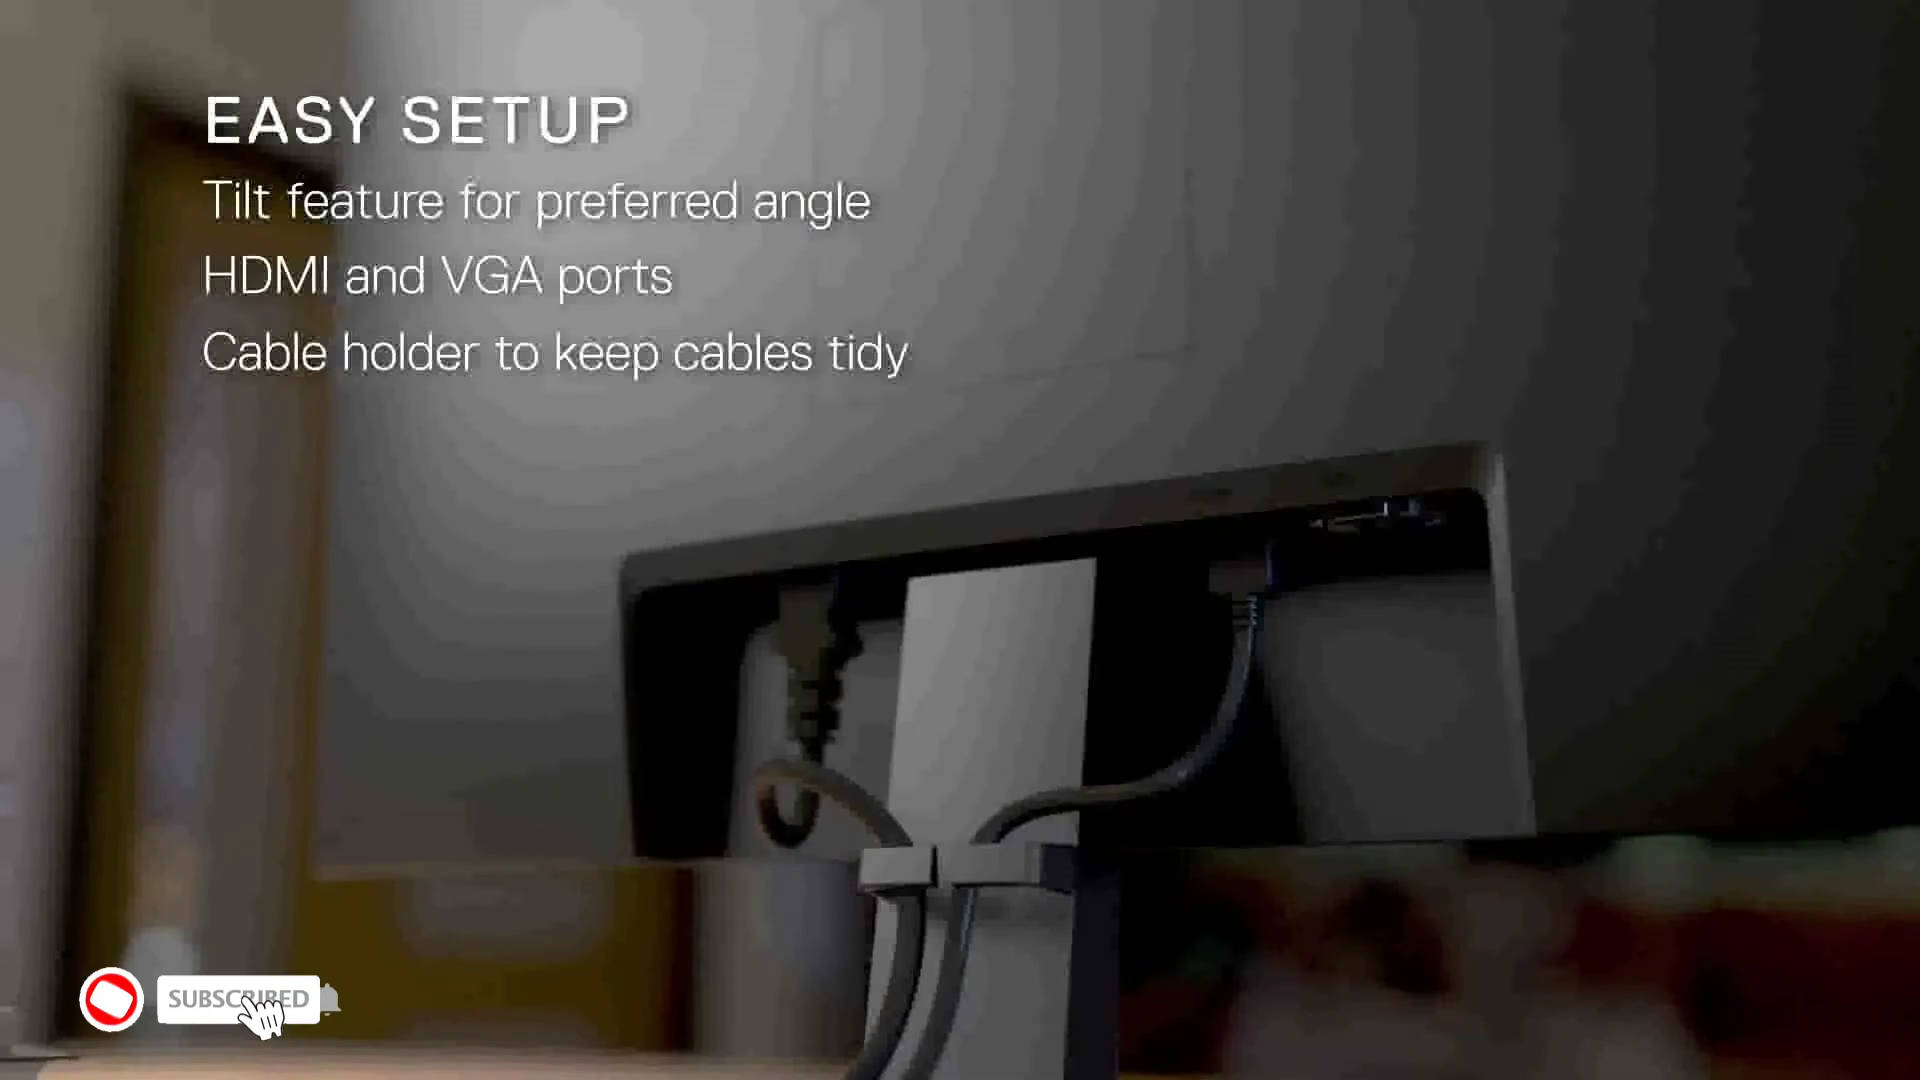 EASY SETUP
Tilt feature for preferred angle
HDMI and VGA ports
Cable holder to keep cables tidy
SUBSCRIBED